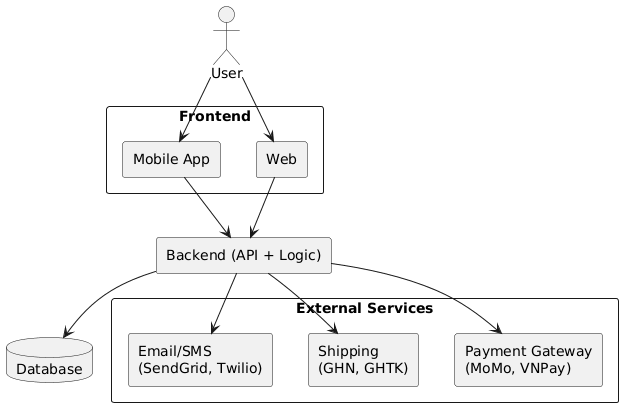 User
Frontend
Mobile App
Web
Backend (API + Logic)
External Services
Email/SMS
(SendGrid, Twilio)
Shipping
(GHN, GHTK)
Payment Gateway
(MoMo, VNPay)
Database